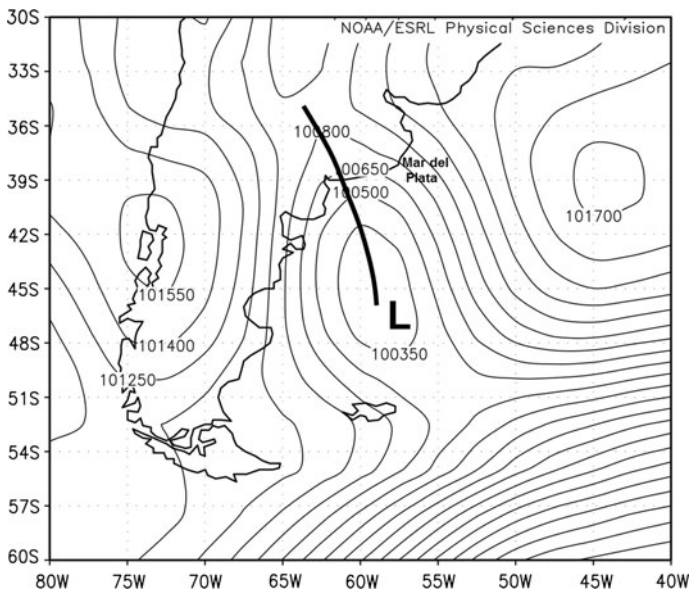 30S
NOAA/ESRL Physical Sciences Division
33S
36S
100800
Mar del
Plata
00650
39S
100500
101700
42S
101550
45S
L
48S
101400
100350
101250
51S
54S
57S
60S
80W 75W 70W 65W 60W 55W 50W 45W 40W